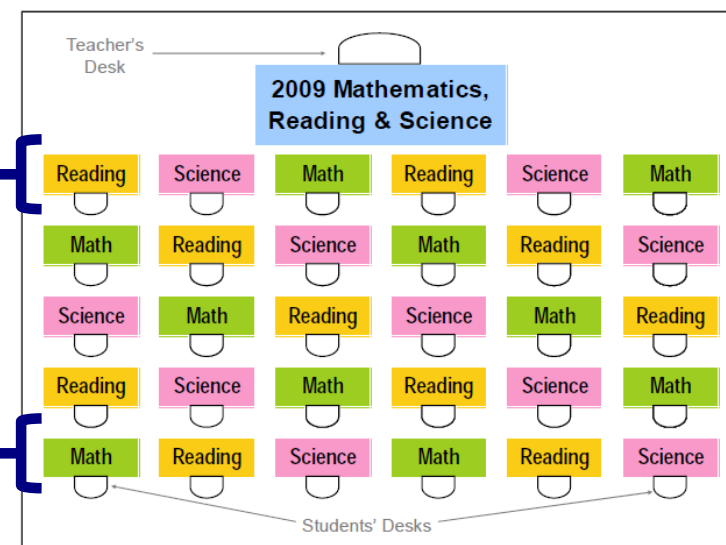 Teacher's
Desk
2009 Mathematics,
Reading & Science
Reading Science Math Reading Science Math
Math Reading Science Math Reading Science
Science Math Reading Science Math Reading
Reading Science Math Reading Science Math
Math Reading Science Math Reading Science
Students' Desks